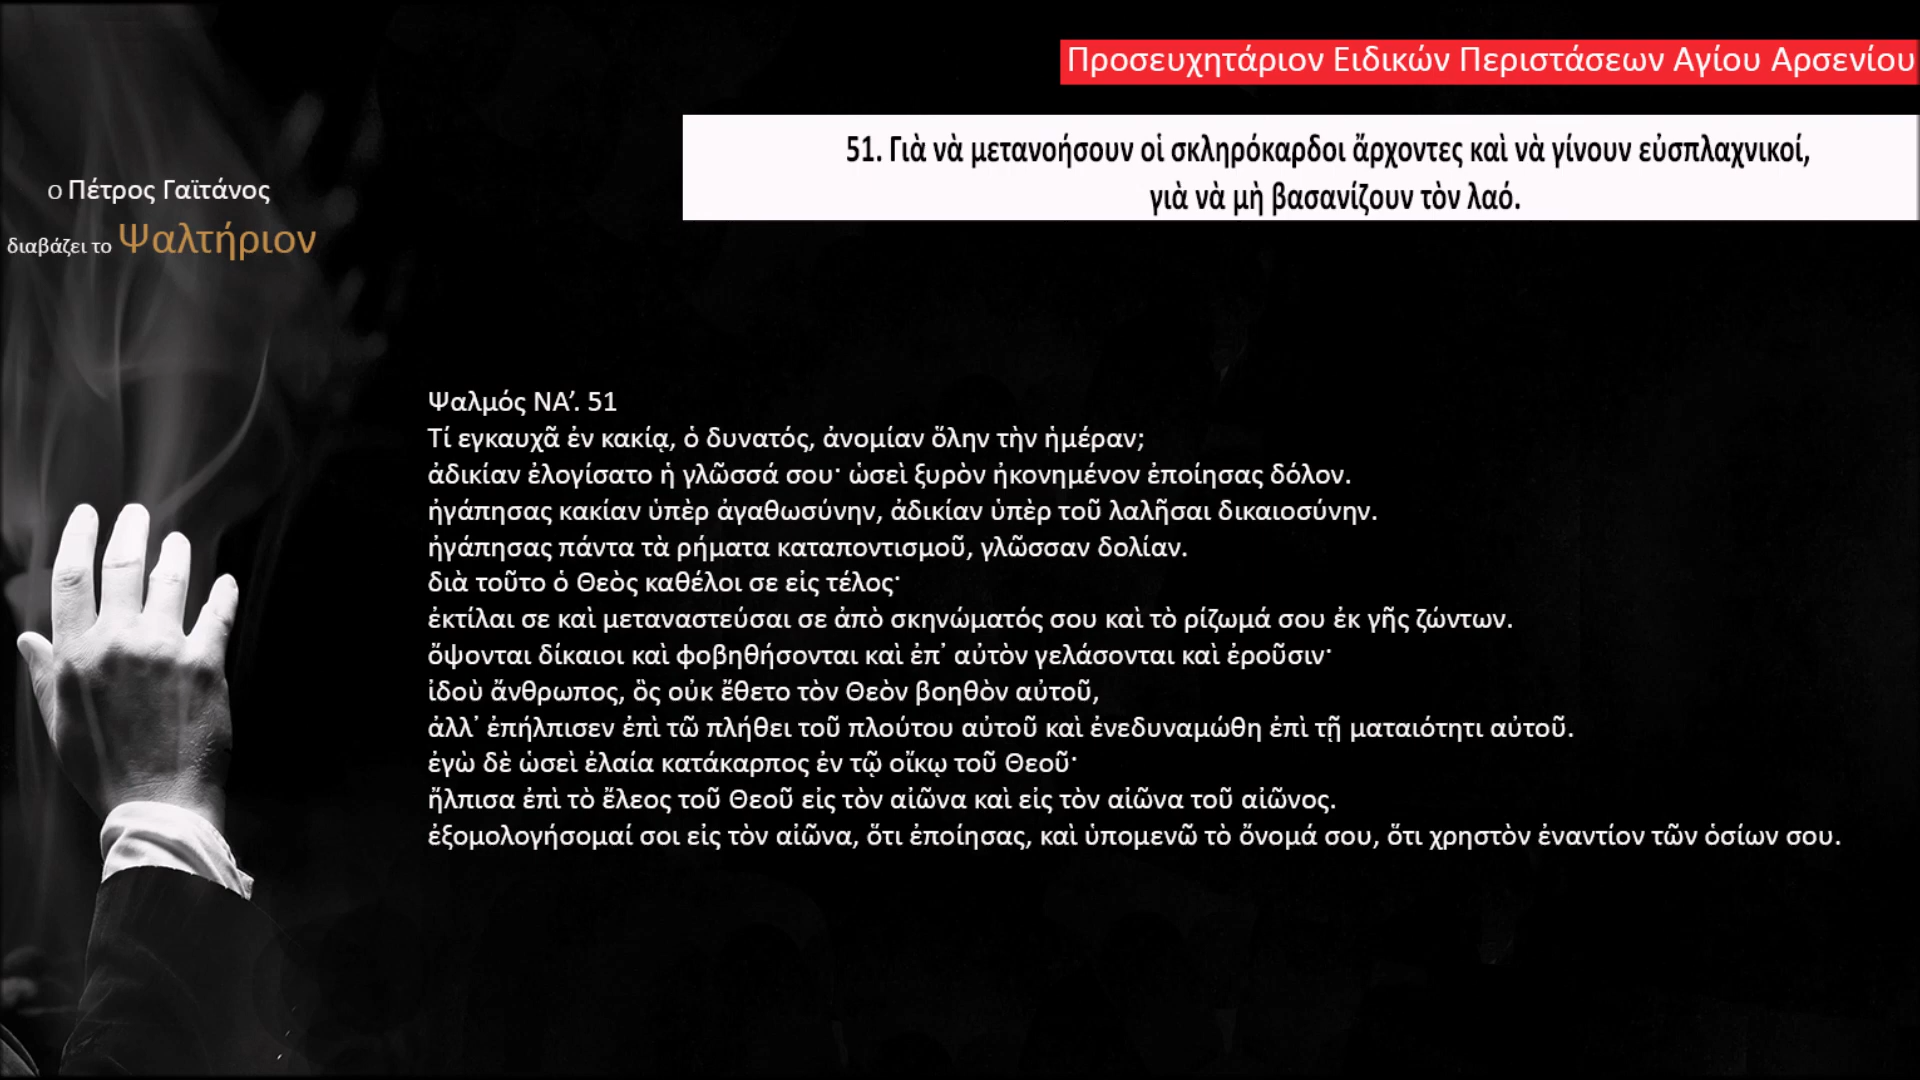 Προσευχητάριον Ειδικών Περιστάσεων Αγίου Αρσενίου
51. Γιὰ νὰ μετανοήσουν οἱ σκληρόκαρδοι ἄρχοντες καὶ νὰ γίνουν εὐσπλαχνικοί,
γιὰ νὰ μὴ βασανίζουν τὸν λαό.
ο Πέτρος Γαϊτάνος
διαβάζει το Ψαλτήριον
Ψαλμός ΝΑ’. 51
Τί εγκαυχᾶ ἐν κακίᾳ, ὁ δυνατός, ἀνομίαν ὅλην τὴν ἡμέραν;
ἀδικίαν ἐλογίσατο ἡ γλῶσσά σου· ὡσεὶ ξυρὸν ἠκονημένον ἐποίησας δόλον.
ἠγάπησας κακίαν ὑπὲρ ἀγαθωσύνην, ἀδικίαν ὑπὲρ τοῦ λαλῆσαι δικαιοσύνην.
ἠγάπησας πάντα τὰ ρήματα καταποντισμοῦ, γλῶσσαν δολίαν.
διὰ τοῦτο ὁ Θεὸς καθέλοι σε εἰς τέλος·
ἐκτίλαι σε καὶ μεταναστεύσαι σε ἀπὸ σκηνώματός σου καὶ τὸ ρίζωμά σου ἐκ γῆς ζώντων.
ὄψονται δίκαιοι καὶ φοβηθήσονται καὶ ἐπ᾽ αὐτὸν γελάσονται καὶ ἐροῦσιν·
ἰδοὺ ἄνθρωπος, ὃς οὐκ ἔθετο τὸν Θεὸν βοηθὸν αὐτοῦ,
ἀλλ᾽ ἐπήλπισεν ἐπὶ τῶ πλήθει τοῦ πλούτου αὐτοῦ καὶ ἐνεδυναμώθη ἐπὶ τῇ ματαιότητι αὐτοῦ.
ἐγὼ δὲ ὡσεὶ ἐλαία κατάκαρπος ἐν τῷ οἴκῳ τοῦ Θεοῦ·
ἤλπισα ἐπὶ τὸ ἔλεος τοῦ Θεοῦ εἰς τὸν αἰῶνα καὶ εἰς τὸν αἰῶνα τοῦ αἰῶνος.
ἐξομολογήσομαί σοι εἰς τὸν αἰῶνα, ὅτι ἐποίησας, καὶ ὑπομενῶ τὸ ὄνομά σου, ὅτι χρηστὸν ἐναντίον τῶν ὁσίων σου.